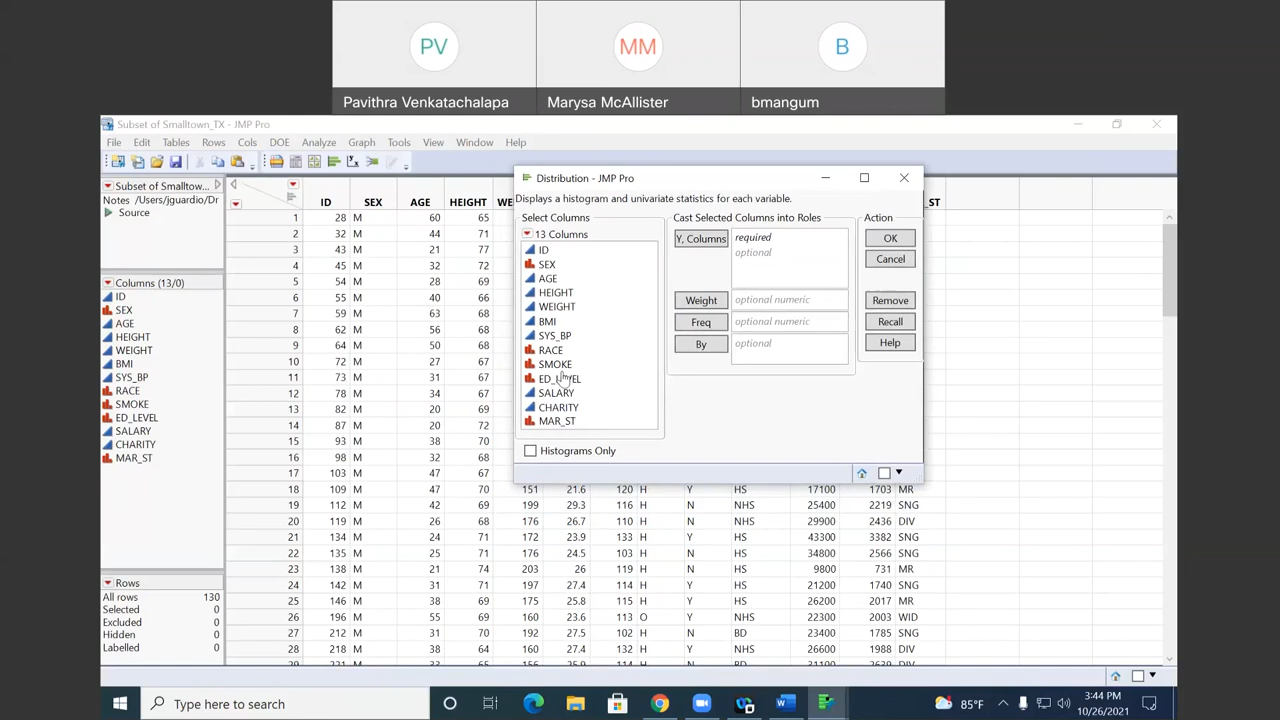 PV
MM
B
Pavithra Venkatachalapa
Marysa McAllister
bmangum
Subset of Smalltown_TX - JMP Pro
File Edit Tables Rows Cols DOE Analyze Graph Tools View Window Help
Subset of Smalltow...
Notes /Users/jguardio/Dr
Source
Columns (13/0)
ID
SEX
AGE
HEIGHT
WEIGHT
BMI
SYS_BP
RACE
SMOKE
ED_LEVEL
SALARY
CHARITY
MAR_ST
Rows
All rows 130
Selected 0
Excluded 0
Hidden 0
Labelled 0
ID SEX AGE HEIGHT WE _ST
1 28 M 60 65
2 32 M 44 71
3 43 M 21 77
4 45 M 32 72
5 54 M 28 69
6 55 M 40 66
7 59 M 63 68
8 62 M 56 68
9 64 M 50 68
10 72 M 27 67
11 73 M 31 67
12 78 M 34 67
13 82 M 20 69
14 87 M 20 72
15 93 M 38 70
16 98 M 32 68
17 103 M 47 67
18 109 M 47 70 151 21.6 120 H Y HS 17100 1703 MR
19 112 M 42 69 199 29.3 116 H N NHS 25400 2219 SNG
20 119 M 26 68 176 26.7 110 H N NHS 29900 2436 DIV
21 134 M 24 67 172 23.9 133 H Y HS 43300 3382 SNG
22 135 M 25 71 176 24.5 103 H N HS 34800 2566 SNG
23 138 M 21 74 203 26 119 H N HS 9800 731 MR
24 142 M 31 71 197 27.4 114 H Y HS 21200 1740 SNG
25 146 M 38 69 175 25.8 115 H Y HS 26200 2017 MR
26 196 M 55 69 160 23.6 113 O Y NHS 22300 2003 WID
27 212 M 31 70 192 27.5 102 H N BD 23400 1785 SNG
28 218 M 38 64 160 27.4 132 H Y HS 26600 1988 DIV
29 221 M 33 65 156 25.9 114 H N BD 31100 2639 DIV
Distribution - JMP Pro
Displays a histogram and univariate statistics for each variable.
Select Columns
13 Columns
ID
SEX
AGE
HEIGHT
WEIGHT
BMI
SYS_BP
RACE
SMOKE
ED_LEVEL
SALARY
CHARITY
MAR_ST
Histograms Only
Cast Selected Columns into Roles
Y, Columns required
optional
Weight optional numeric
Freq optional numeric
By optional
Action
OK
Cancel
Remove
Recall
Help
Type here to search
85°F
3:44 PM
10/26/2021